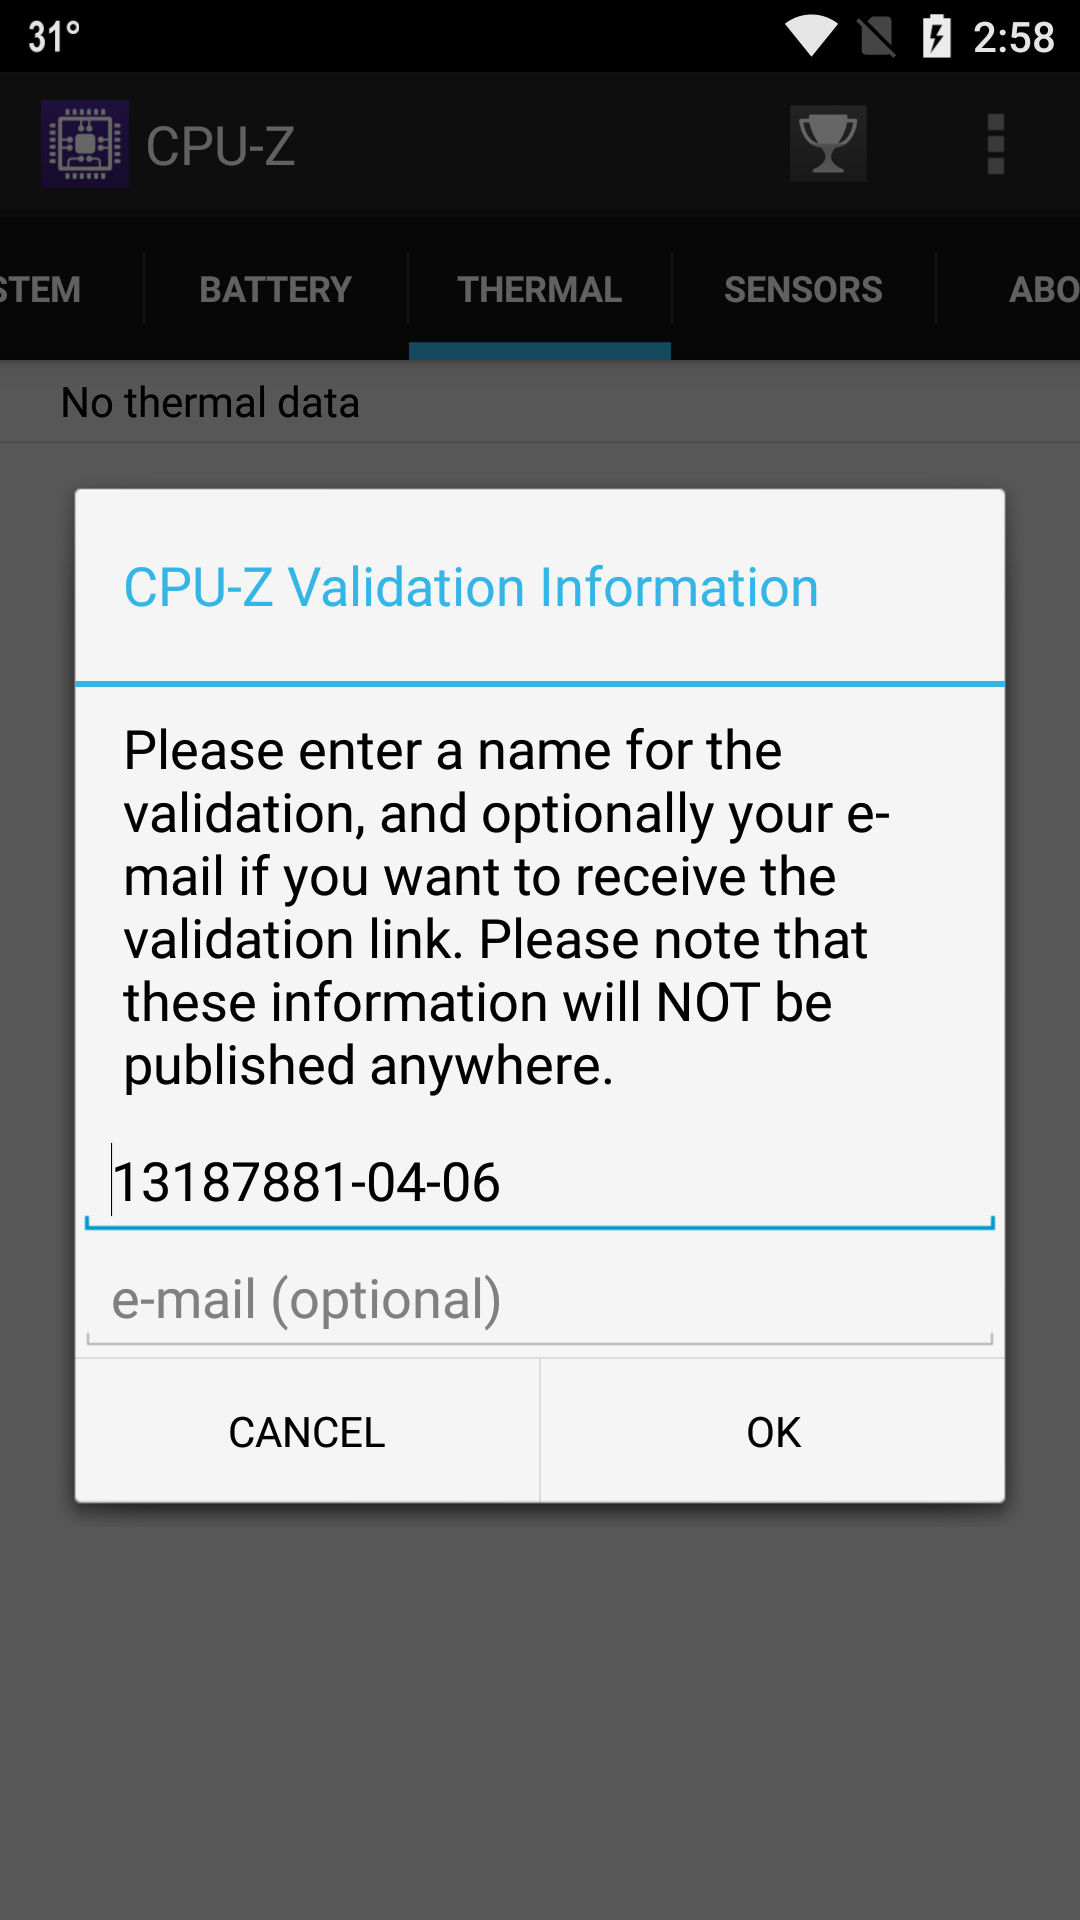 31°
2:58
CPU-Z
STEM
BATTERY
THERMAL
SENSORS
ABO
No thermal data
CPU-Z Validation Information
Please enter a name for the
validation, and optionally your e-
mail if you want to receive the
validation link. Please note that
these information will NOT be
published anywhere.
13187881-04-06
e-mail (optional)
CANCEL
OK